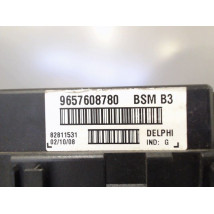 9657608780 BSM B3
82811531 DELPHI
02/10/08 IND: G